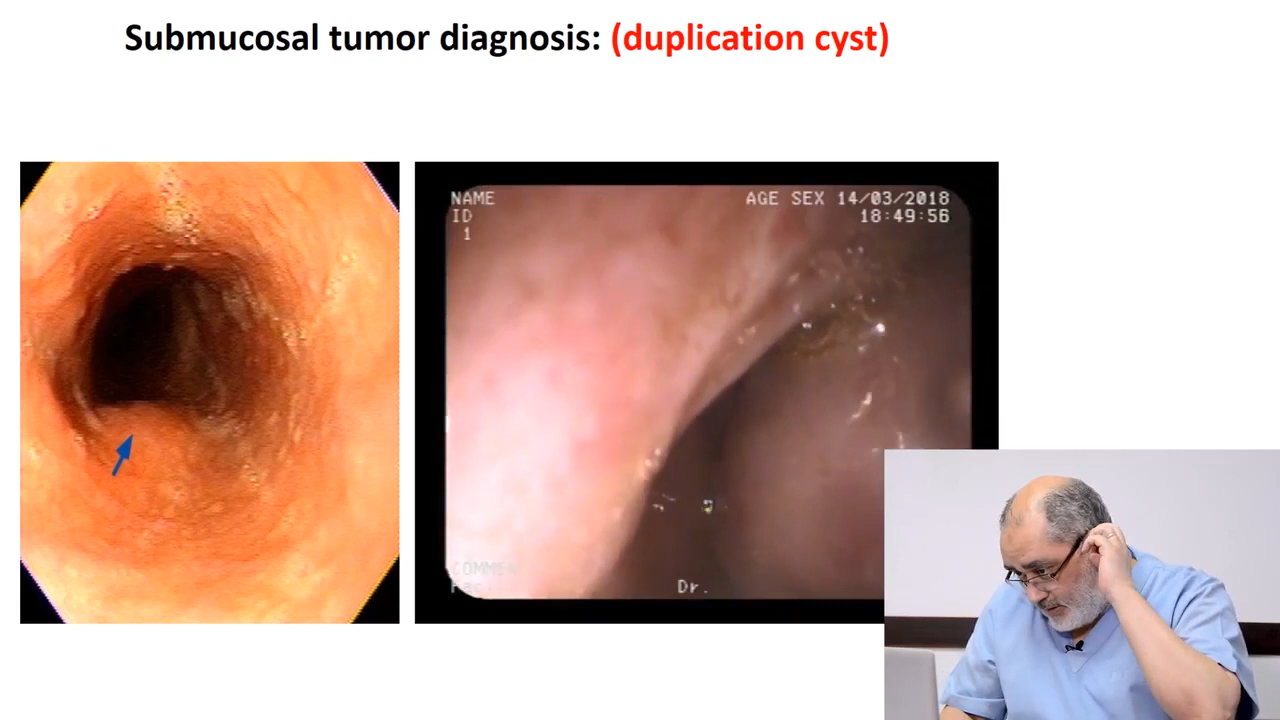 Submucosal tumor diagnosis: (duplication cyst)
NAME
AGE SEX 14/03/2018
ID
18:49:56
1
Dr.